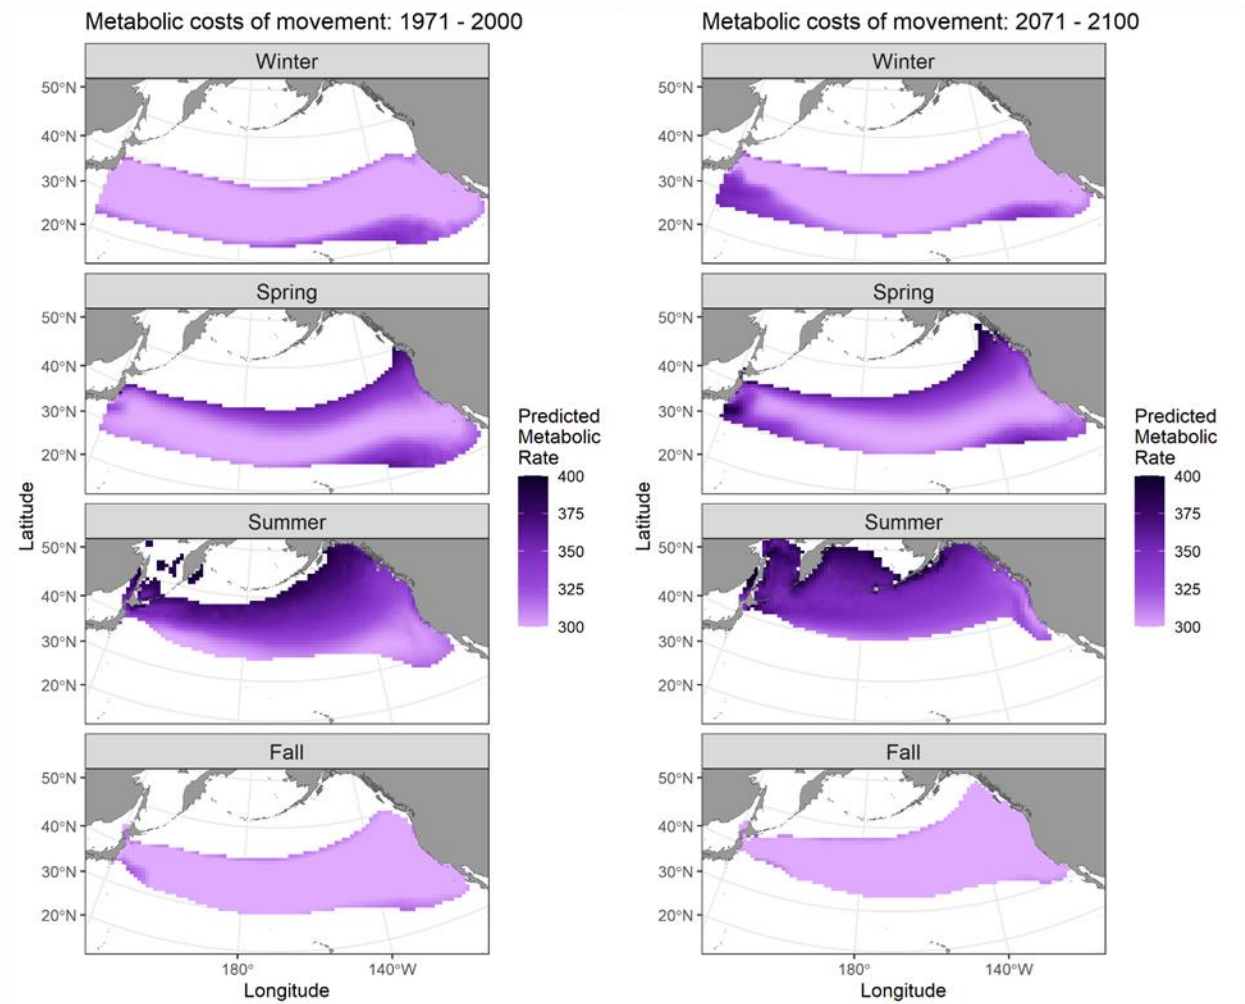 Metabolic costs of movement: 1971 - 2000
Winter
50°N
40°N
30°N
20°N
Spring
50°N
40°N
30°N
20°N
Summer
50°N
40°N
30°N
20°N
Fall
50°N
40°N
30°N
20°N
180°
140°W
Longitude
Latitude
Predicted
Metabolic
Rate
400
375
350
325
300
Metabolic costs of movement: 2071 - 2100
Winter
50°N
40°N
30°N
20°N
Spring
50°N
40°N
30°N
20°N
Summer
50°N
40°N
30°N
20°N
Fall
50°N
40°N
30°N
20°N
180°
140°W
Longitude
Latitude
Predicted
Metabolic
Rate
400
375
350
325
300